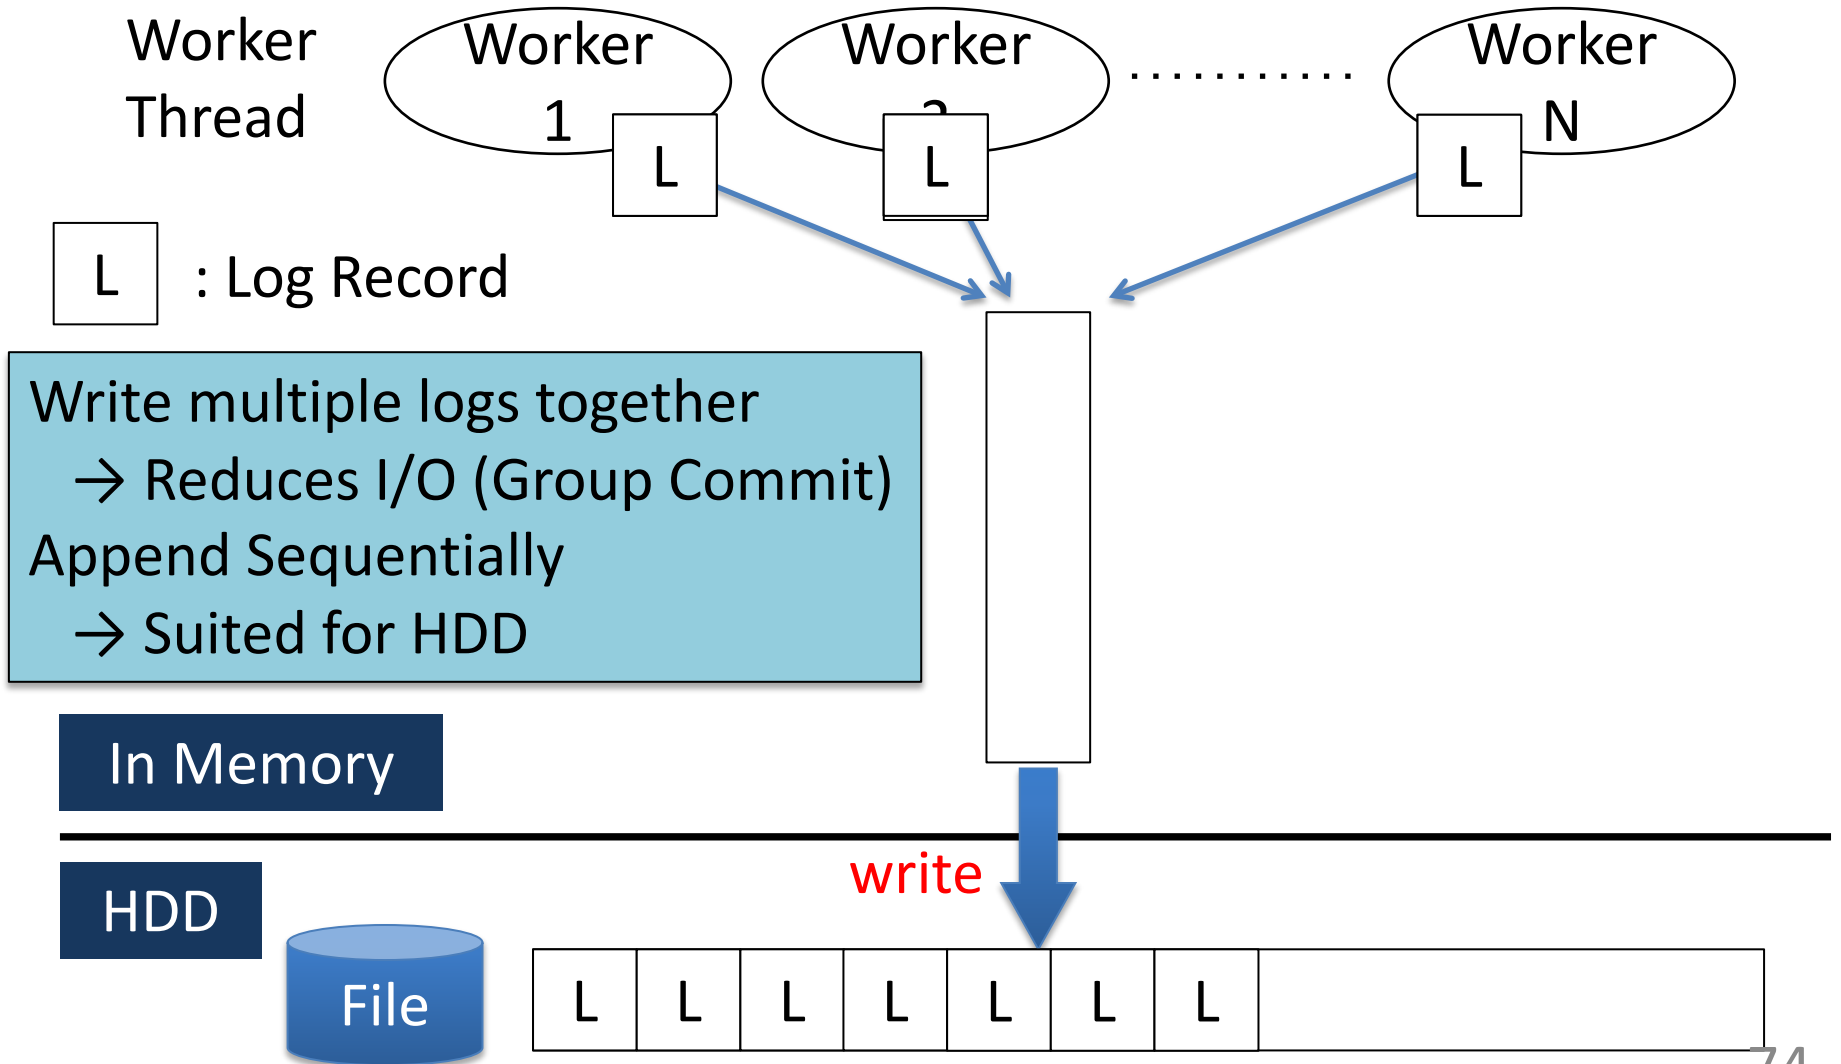 Worker
Thread
Worker
1
Worker
Worker
N
...........
L
L
L
L : Log Record
Write multiple logs together
→ Reduces I/O (Group Commit)
Append Sequentially
→ Suited for HDD
In Memory
write
HDD
File
L L L L L L L
74